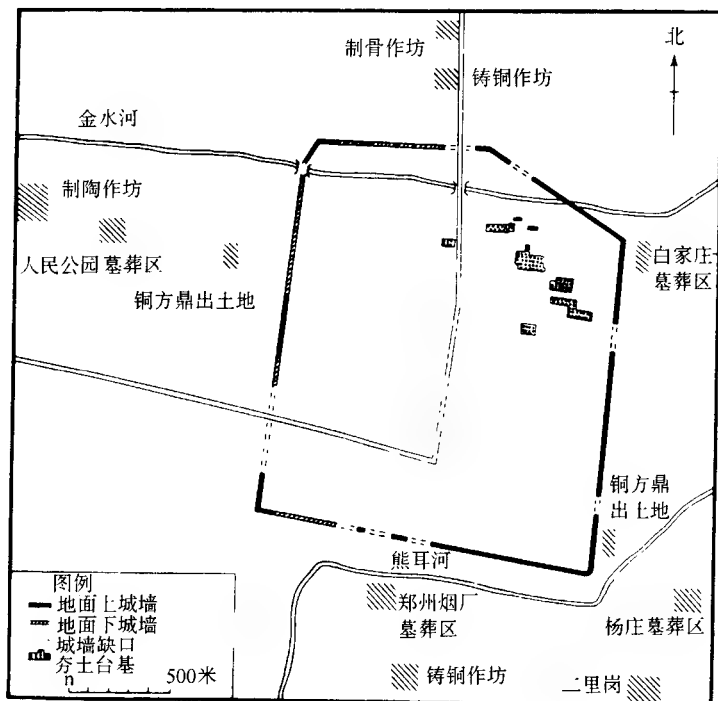 制骨作坊
北
铸铜作坊
金水河
制陶作坊
人民公园墓葬区
白家庄
墓葬区
铜方鼎出土地
铜方鼎
出土地
熊耳河
图例
地面上城墙
地面下城墙
城墙缺口
夯土台基
0 500米
郑州烟厂
墓葬区
杨庄墓葬区
铸铜作坊
二里岗